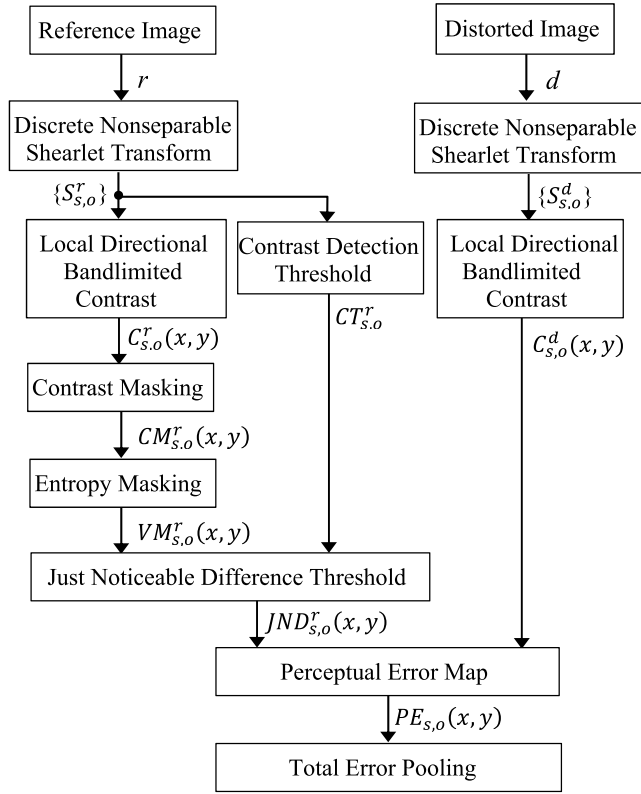 Reference Image
Distorted Image
r
d
Discrete Nonseparable
Shearlet Transform
Discrete Nonseparable
Shearlet Transform
{S^r_{s,o}}
{S^d_{s,o}}
Local Directional
Bandlimited
Contrast
Contrast Detection
Threshold
Local Directional
Bandlimited
Contrast
C^r_{s.o}(x, y)
CT^r_{s.o}
C^d_{s,o}(x, y)
Contrast Masking
CM^r_{s.o}(x, y)
Entropy Masking
VM^r_{s,o}(x, y)
Just Noticeable Difference Threshold
JND^r_{s,o}(x, y)
Perceptual Error Map
PE_{s,o}(x, y)
Total Error Pooling